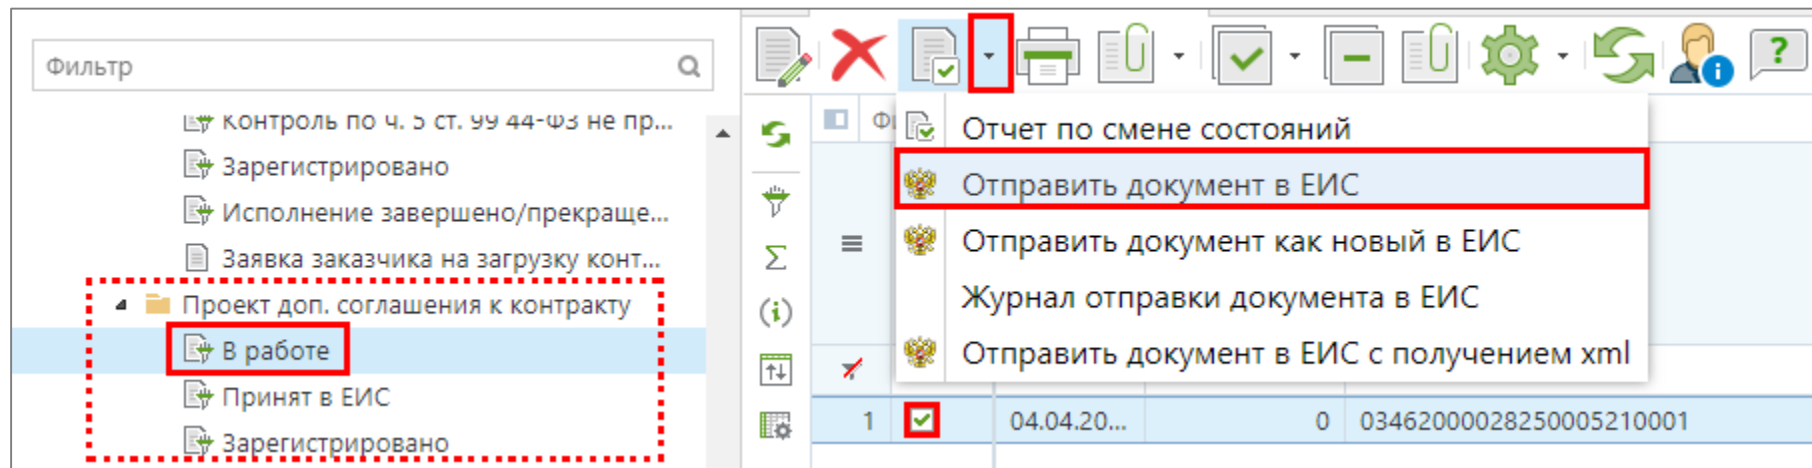 Фильтр
Контроль по ч. 5 ст. 99 44-ФЗ не пр...
Зарегистрировано
Исполнение завершено/прекраще...
Заявка заказчика на загрузку конт...
Проект доп. соглашения к контракту
В работе
Принят в ЕИС
Зарегистрировано
?
i
Отчет по смене состояний
Отправить документ в ЕИС
Отправить документ как новый в ЕИС
Журнал отправки документа в ЕИС
Отправить документ в ЕИС с получением xml
1 04.04.20... 0 03462000028250005210001